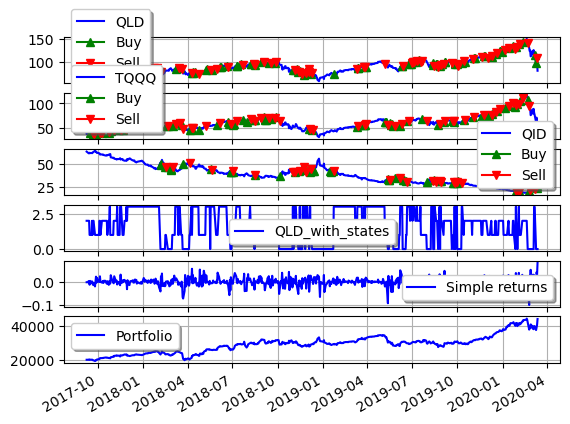 QLD
Buy
Sell
150
100
TQQQ
Buy
Sell
100
50
QID
Buy
Sell
50
25
2.5
0.0
QLD_with_states
0.0
−0.1
Simple returns
40000
20000
Portfolio
2017-10
2018-01
2018-04
2018-07
2018-10
2019-01
2019-04
2019-07
2019-10
2020-01
2020-04